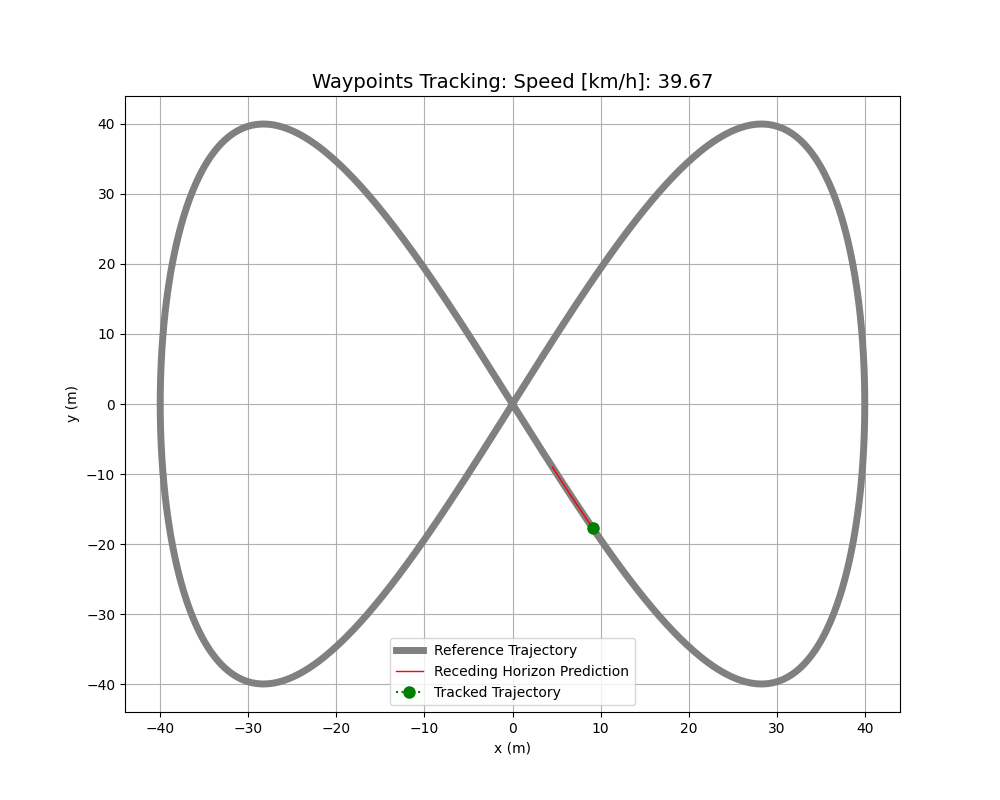 Waypoints Tracking: Speed [km/h]: 39.67
40
30
20
10
0
−10
−20
−30
−40
y (m)
Reference Trajectory
Receding Horizon Prediction
Tracked Trajectory
−40 −30 −20 −10 0 10 20 30 40
x (m)